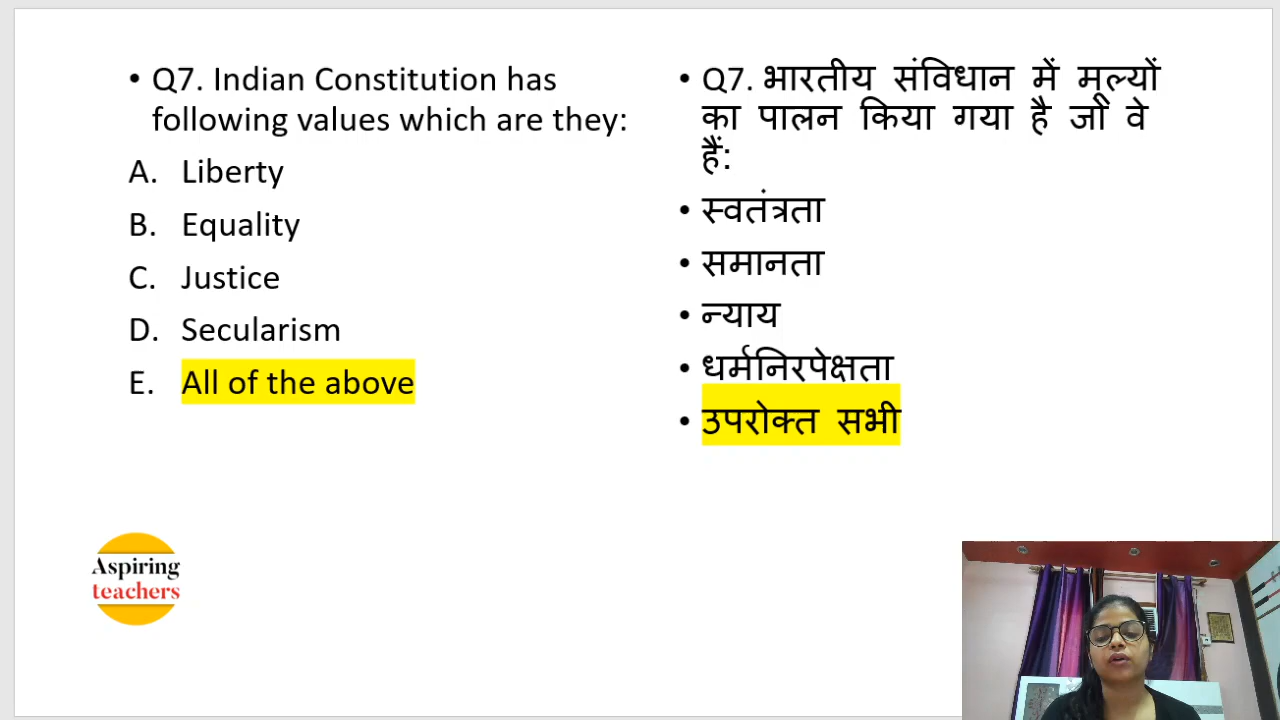 • Q7. Indian Constitution has
following values which are they:
A. Liberty
B. Equality
C. Justice
D. Secularism
E. All of the above
• Q7. भारतीय संविधान में मूल्यों
का पालन किया गया है जो वे
हैं:
• स्वतंत्रता
• समानता
• न्याय
• धर्मनिरपेक्षता
• उपरोक्त सभी
Aspiring
teachers